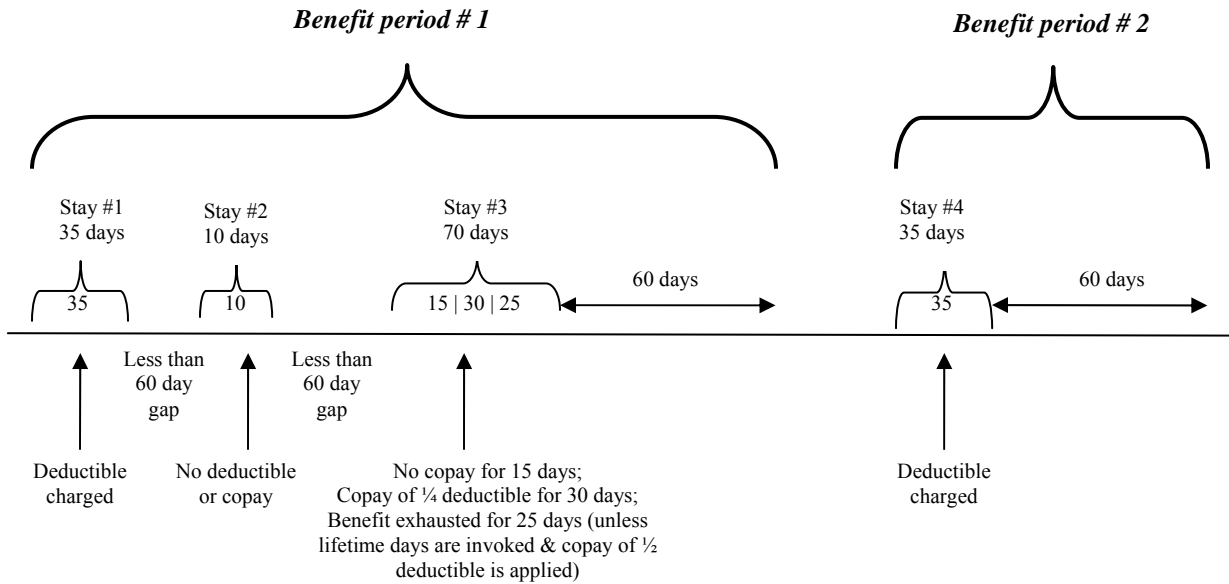 Benefit period # 1
Benefit period # 2
Stay #1
35 days
Stay #2
10 days
Stay #3
70 days
Stay #4
35 days
35
10
15 | 30 | 25
60 days
35
60 days
Less than
60 day
gap
Less than
60 day
gap
Deductible
charged
No deductible
or copay
No copay for 15 days;
Copay of ¼ deductible for 30 days;
Benefit exhausted for 25 days (unless
lifetime days are invoked & copay of ½
deductible is applied)
Deductible
charged